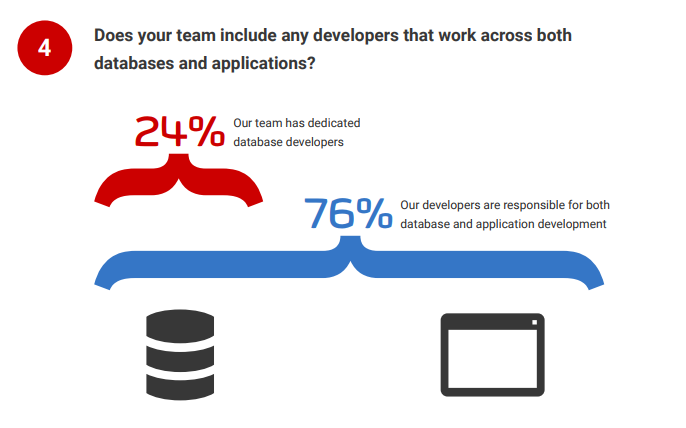 4
Does your team include any developers that work across both
databases and applications?
24%
Our team has dedicated
database developers
76%
Our developers are responsible for both
database and application development